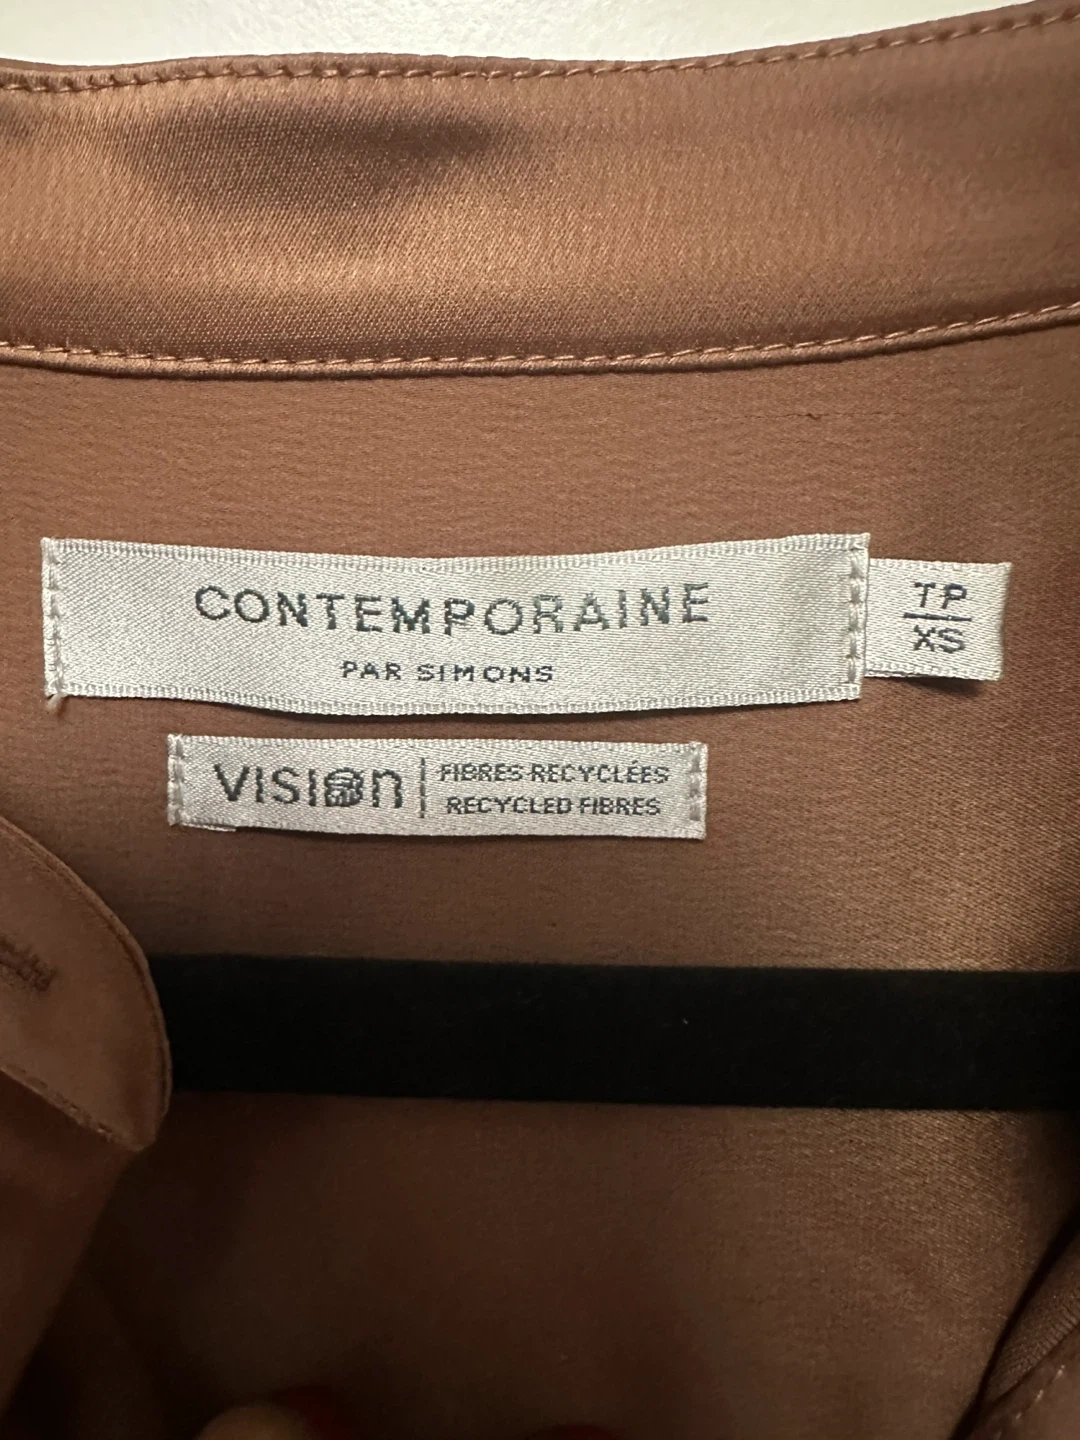 CONTEMPORAINE
PAR SIMONS
TP
XS
VISION
FIBRES RECYCLÉES
RECYCLED FIBRES